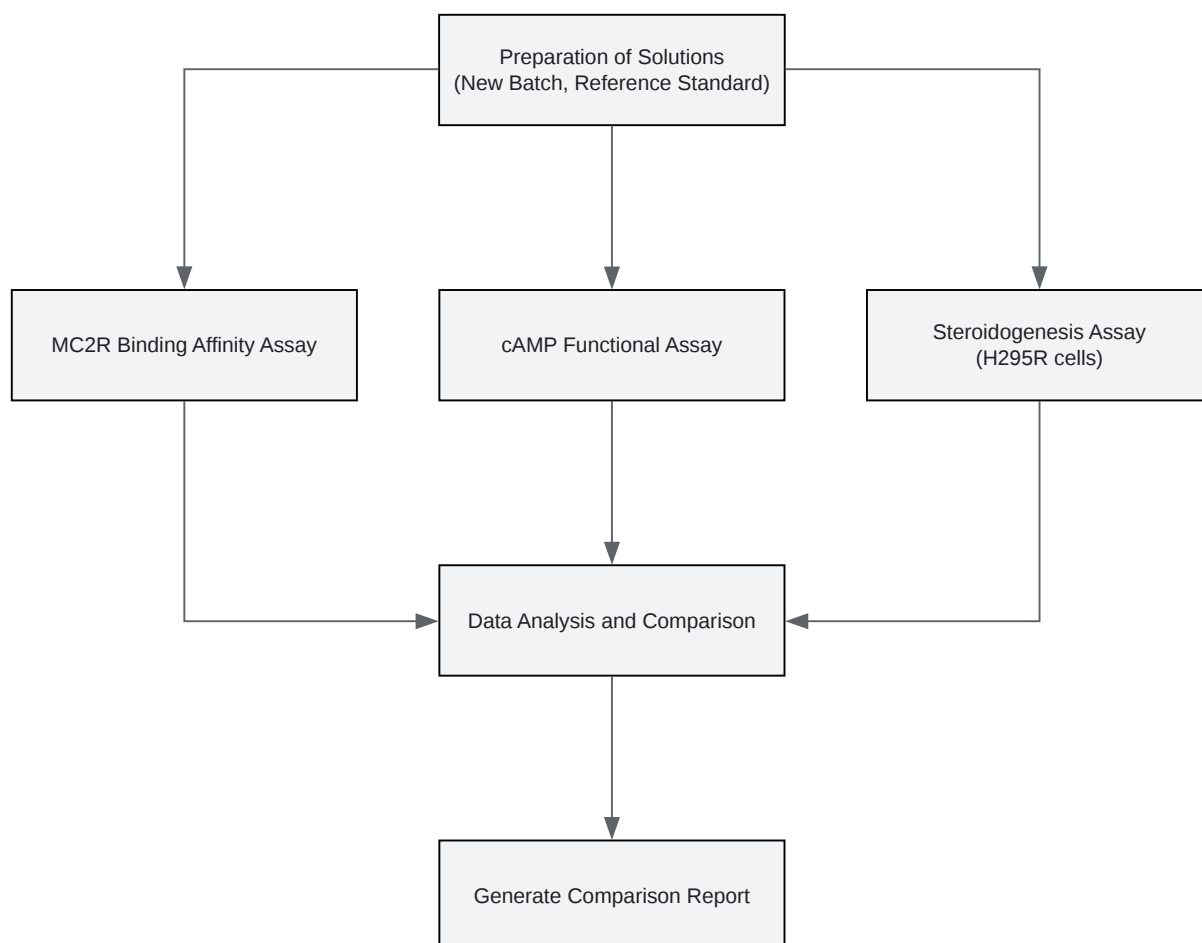 Preparation of Solutions
(New Batch, Reference Standard)
MC2R Binding Affinity Assay
cAMP Functional Assay
Steroidogenesis Assay
(H295R cells)
Data Analysis and Comparison
Generate Comparison Report